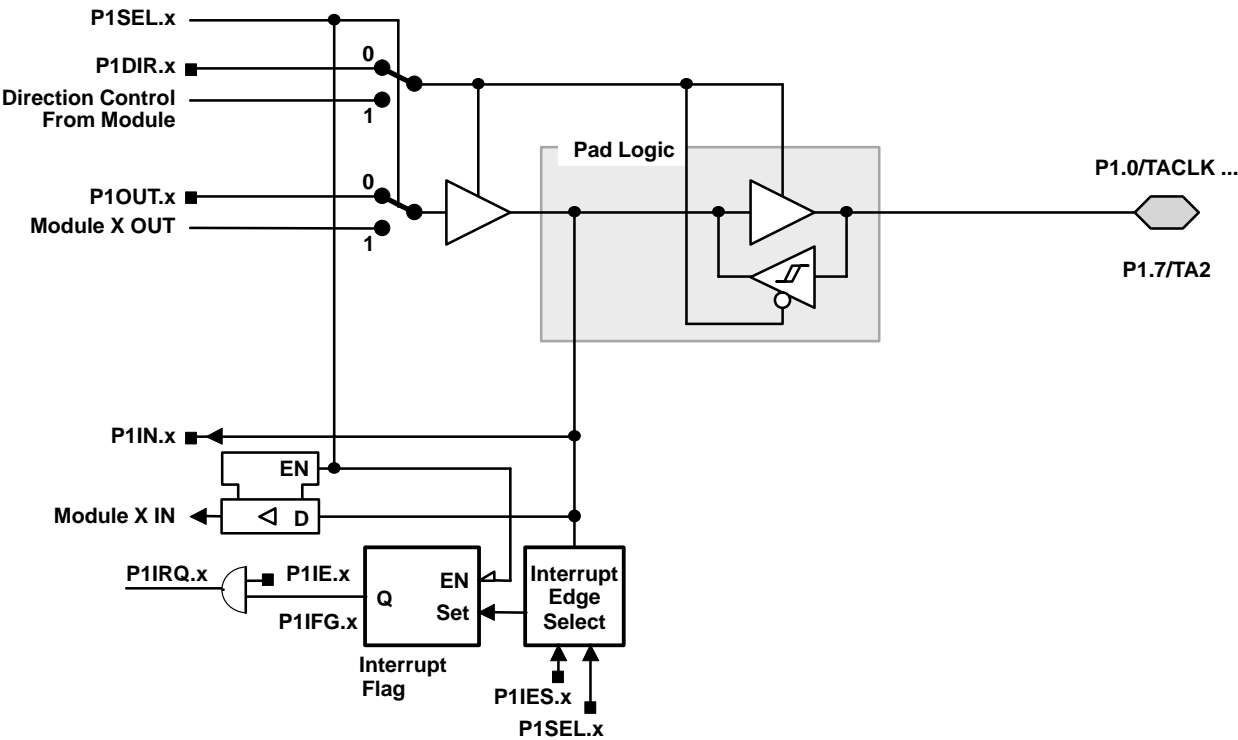 P1SEL.x
P1DIR.x
0
Direction Control
From Module
1
Pad Logic
P1.0/TACLK ...
P1OUT.x
0
Module X OUT
1
P1.7/TA2
P1IN.x
EN
Module X IN
D
P1IRQ.x
P1IE.x
P1IFG.x
Q
EN
Set
Interrupt
Edge
Select
Interrupt
Flag
P1IES.x
P1SEL.x